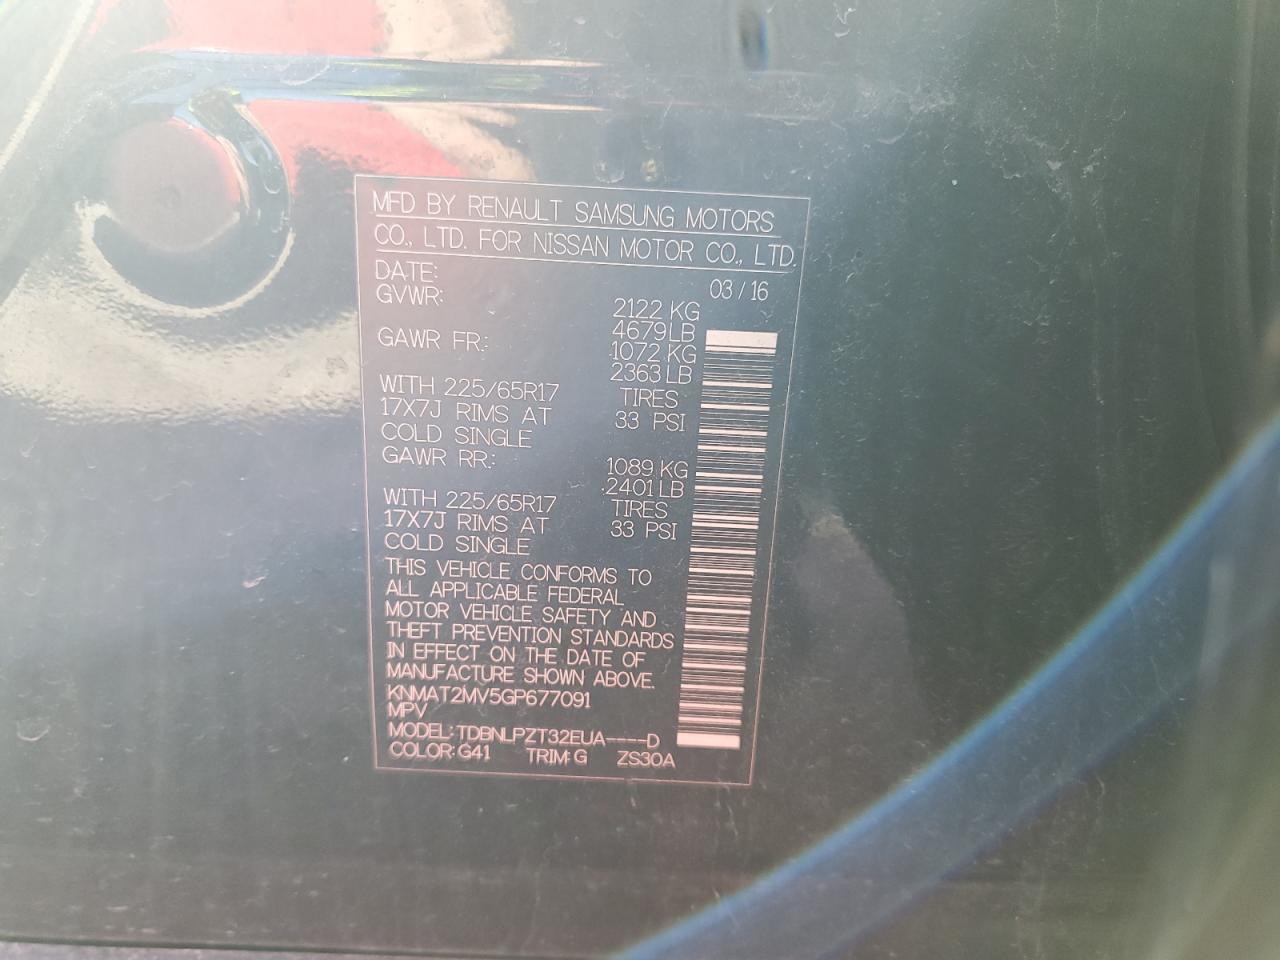 MFD BY RENAULT SAMSUNG MOTORS
CO., LTD. FOR NISSAN MOTOR CO., LTD.
DATE: 03 / 16
GVWR: 2122 KG
4679 LB
GAWR FR: 1072 KG
2363 LB
WITH 225/65R17 TIRES
17X7J RIMS AT 33 PSI
COLD SINGLE
GAWR RR: 1089 KG
2401 LB
WITH 225/65R17 TIRES
17X7J RIMS AT 33 PSI
COLD SINGLE
THIS VEHICLE CONFORMS TO
ALL APPLICABLE FEDERAL
MOTOR VEHICLE SAFETY AND
THEFT PREVENTION STANDARDS
IN EFFECT ON THE DATE OF
MANUFACTURE SHOWN ABOVE.
KNMAT2MV5GP677091
MPV
MODEL: TDBNLPZT32EUA----D
COLOR: G41 TRIM: G ZS30A